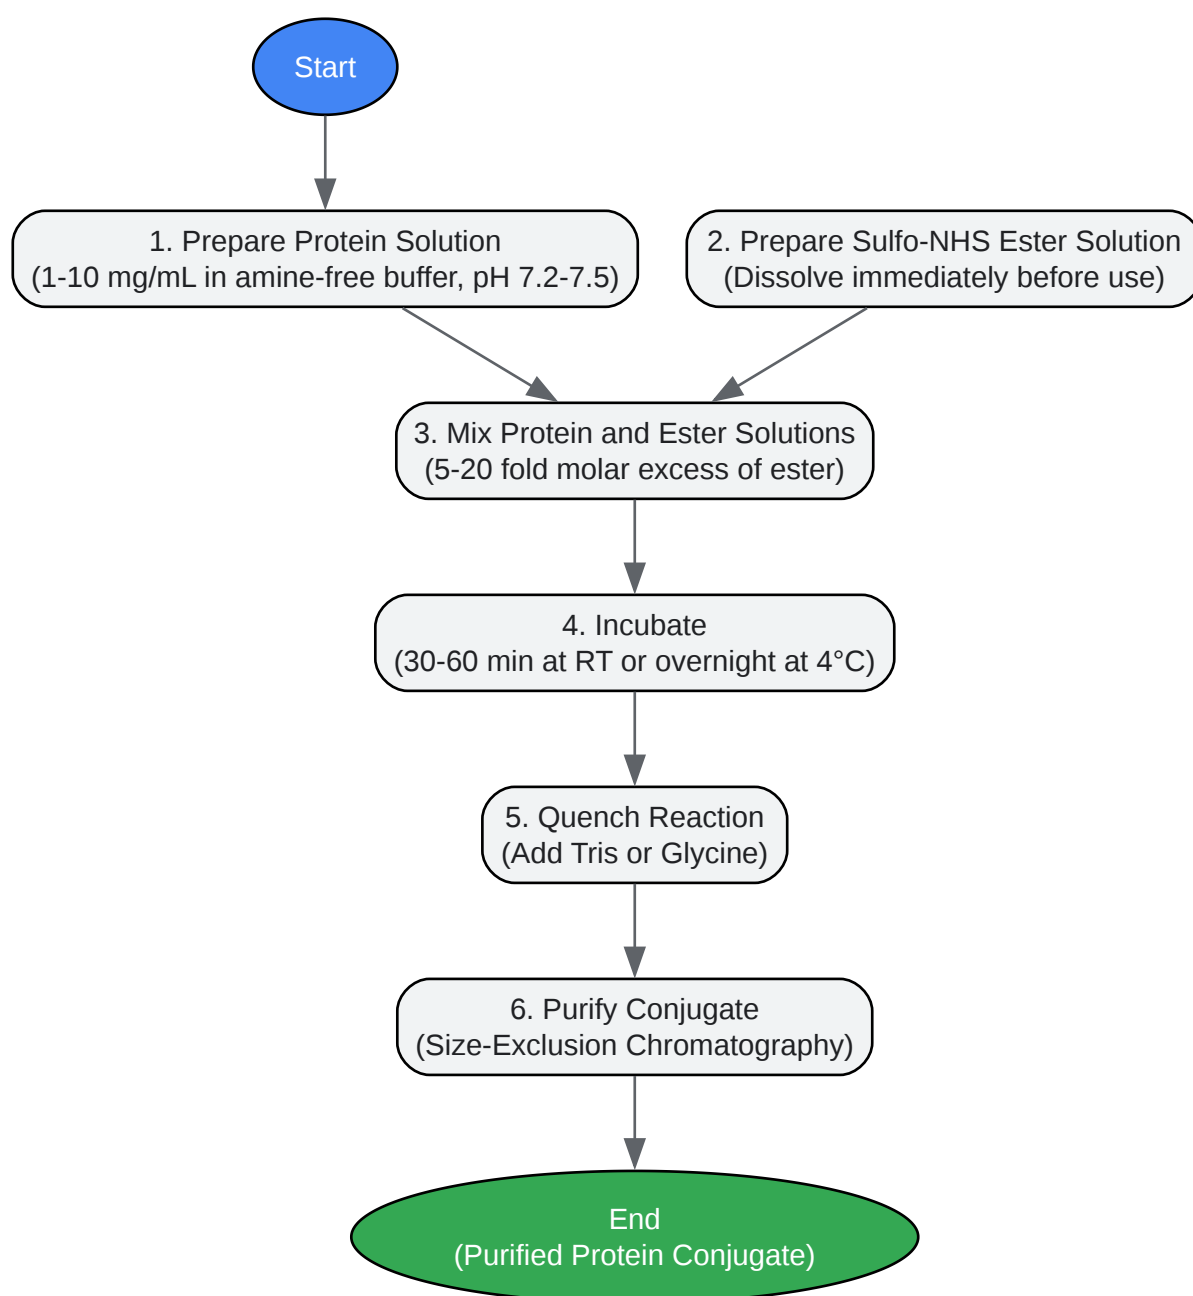 Start
1. Prepare Protein Solution
(1-10 mg/mL in amine-free buffer, pH 7.2-7.5)
2. Prepare Sulfo-NHS Ester Solution
(Dissolve immediately before use)
3. Mix Protein and Ester Solutions
(5-20 fold molar excess of ester)
4. Incubate
(30-60 min at RT or overnight at 4°C)
5. Quench Reaction
(Add Tris or Glycine)
6. Purify Conjugate
(Size-Exclusion Chromatography)
End
(Purified Protein Conjugate)